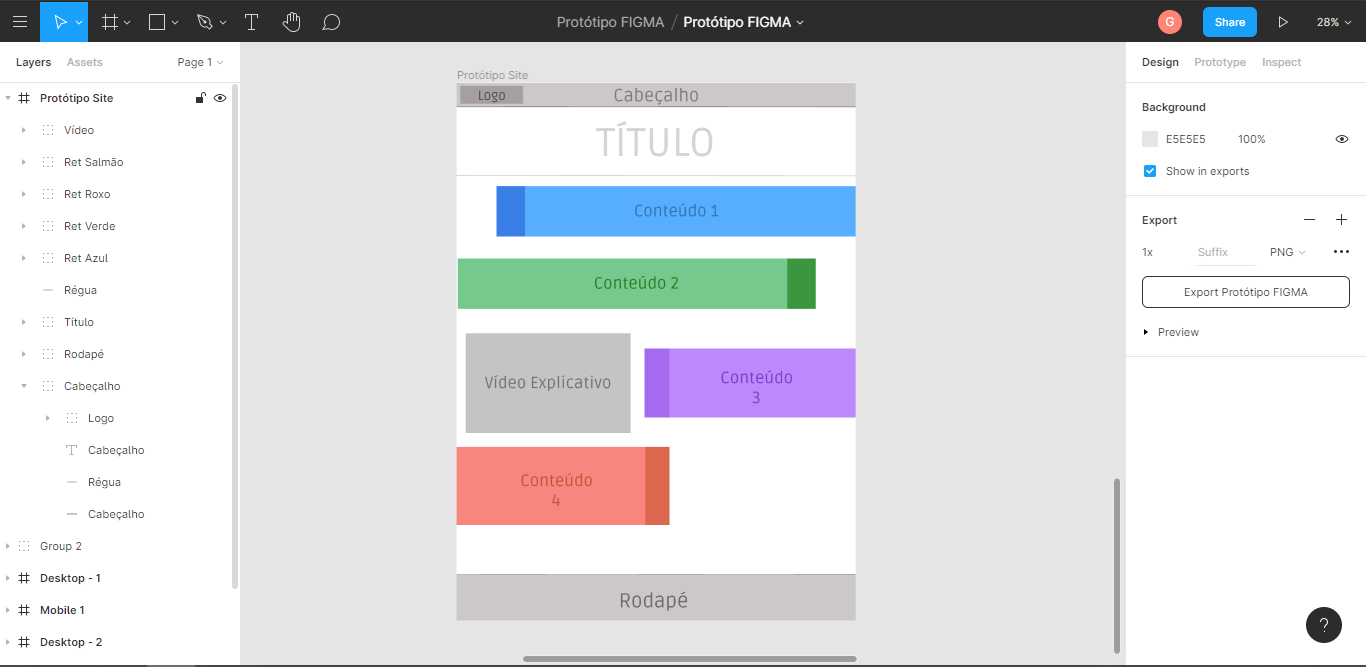 Protótipo FIGMA / Protótipo FIGMA
G
Share
28%
Layers
Assets
Page 1
Protótipo Site
Vídeo
Ret Salmão
Ret Roxo
Ret Verde
Ret Azul
Régua
Título
Rodapé
Cabeçalho
Logo
Cabeçalho
Régua
Cabeçalho
Group 2
Desktop - 1
Mobile 1
Desktop - 2
Protótipo Site
Logo
Cabeçalho
TÍTULO
Conteúdo 1
Conteúdo 2
Vídeo Explicativo
Conteúdo
3
Conteúdo
4
Rodapé
Design
Prototype
Inspect
Background
E5E5E5
100%
Show in exports
Export
1x
Suffix
PNG
Export Protótipo FIGMA
Preview
?